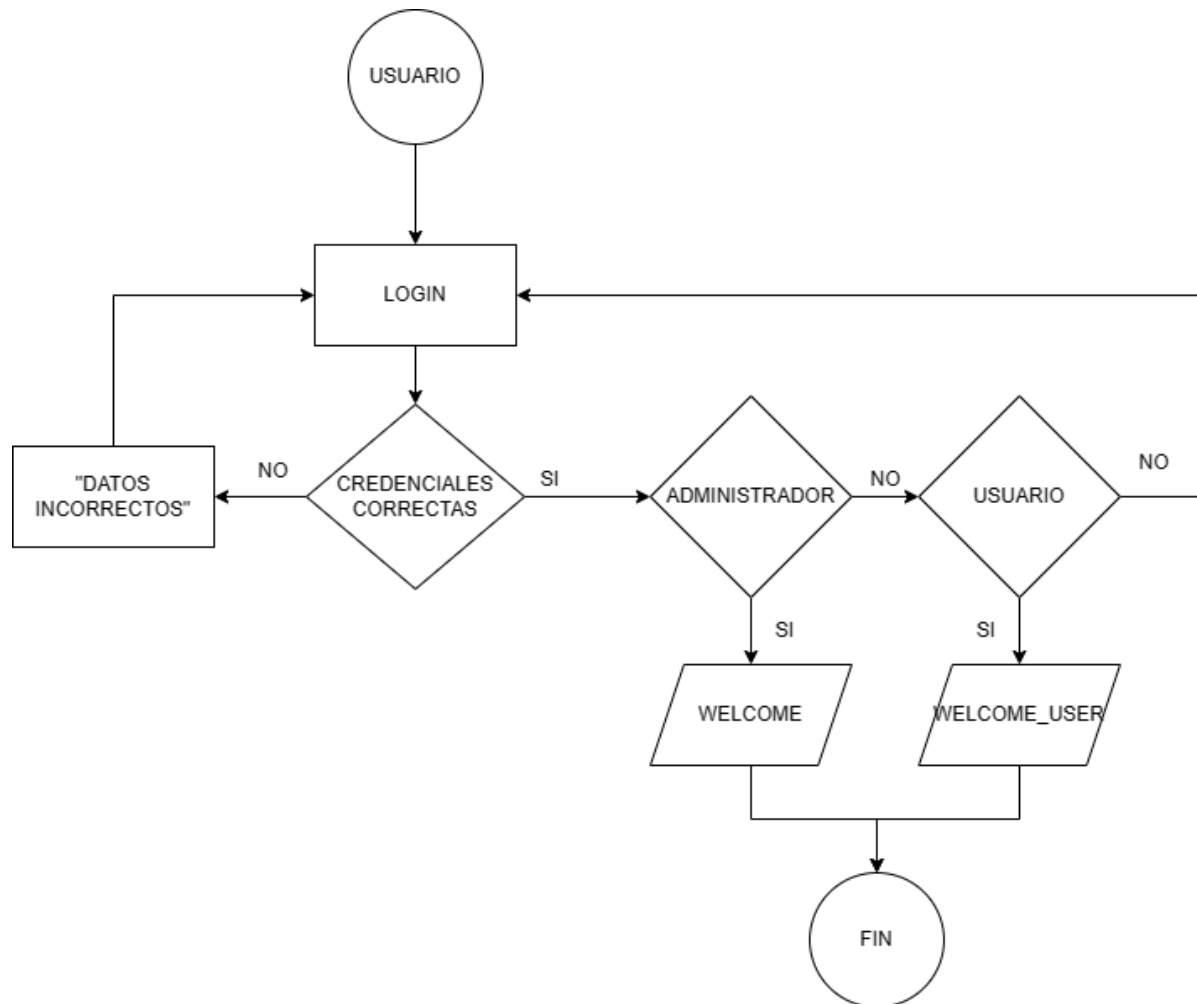 USUARIO
LOGIN
"DATOS
INCORRECTOS"
NO
CREDENCIALES
CORRECTAS
SI
ADMINISTRADOR
NO
USUARIO
NO
SI
SI
WELCOME
WELCOME_USER
FIN